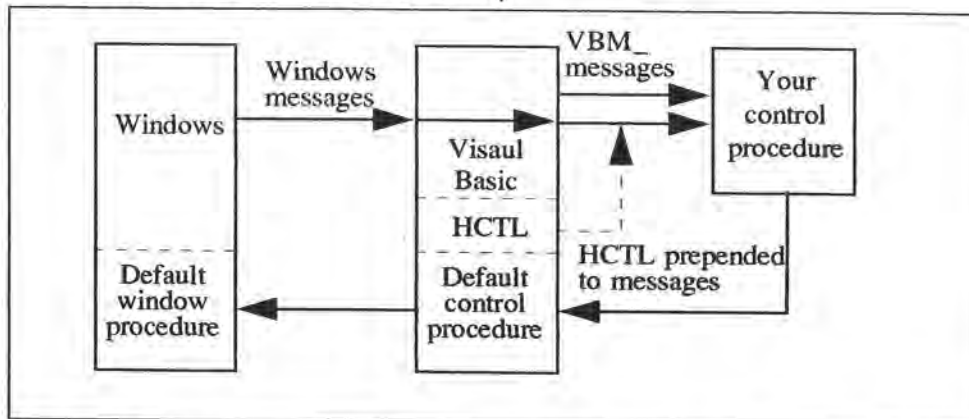 Windows
Default
window
procedure
Windows
messages
Visaul
Basic
HCTL
Default
control
procedure
VBM_
messages
HCTL prepended
to messages
Your
control
procedure